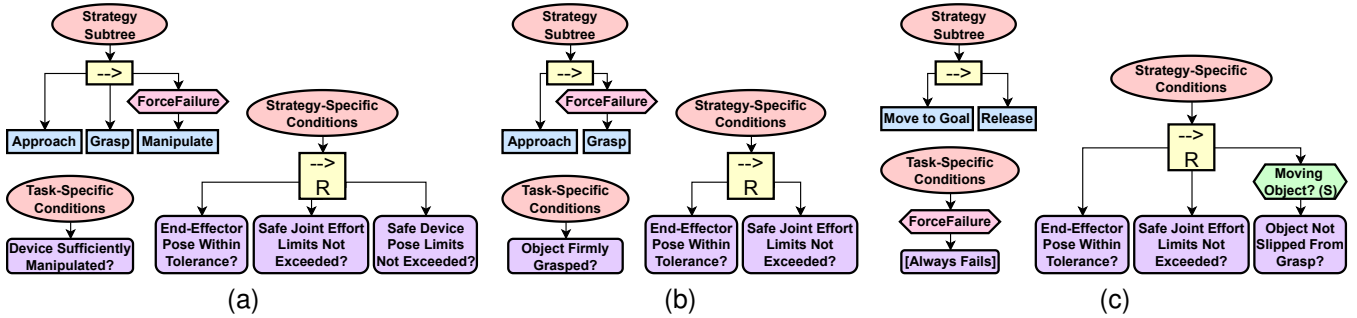 Strategy
Subtree
-->
ForceFailure
Approach
Grasp
Manipulate
Strategy-Specific
Conditions
-->
R
Task-Specific
Conditions
Device Sufficiently
Manipulated?
End-Effector
Pose Within
Tolerance?
Safe Joint Effort
Limits Not
Exceeded?
Safe Device
Pose Limits
Not Exceeded?
(a)
Strategy
Subtree
-->
ForceFailure
Approach
Grasp
Strategy-Specific
Conditions
-->
R
Task-Specific
Conditions
Object Firmly
Grasped?
End-Effector
Pose Within
Tolerance?
Safe Joint Effort
Limits Not
Exceeded?
(b)
Strategy
Subtree
-->
Move to Goal
Release
Strategy-Specific
Conditions
-->
R
Task-Specific
Conditions
ForceFailure
[Always Fails]
Moving
Object? (S)
End-Effector
Pose Within
Tolerance?
Safe Joint Effort
Limits Not
Exceeded?
Object Not
Slipped From
Grasp?
(c)